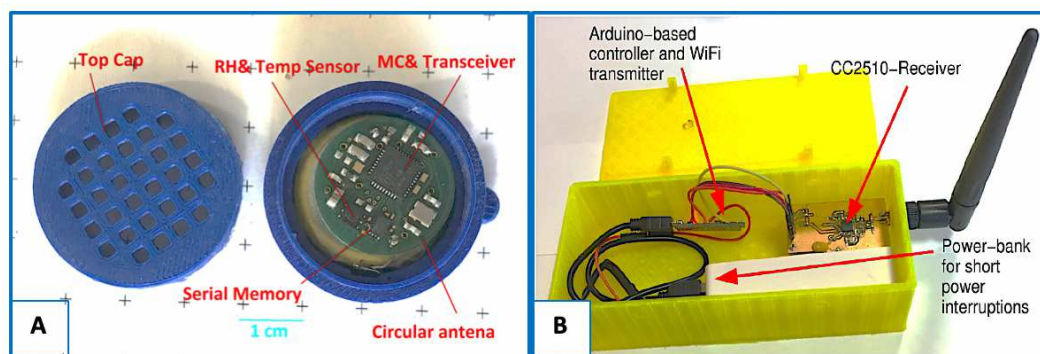 Top Cap
RH& Temp Sensor
MC& Transceiver
Serial Memory
1 cm
Circular antena
A
Arduino-based
controller and WiFi
transmitter
CC2510-Receiver
Power-bank
for short
power
interruptions
B